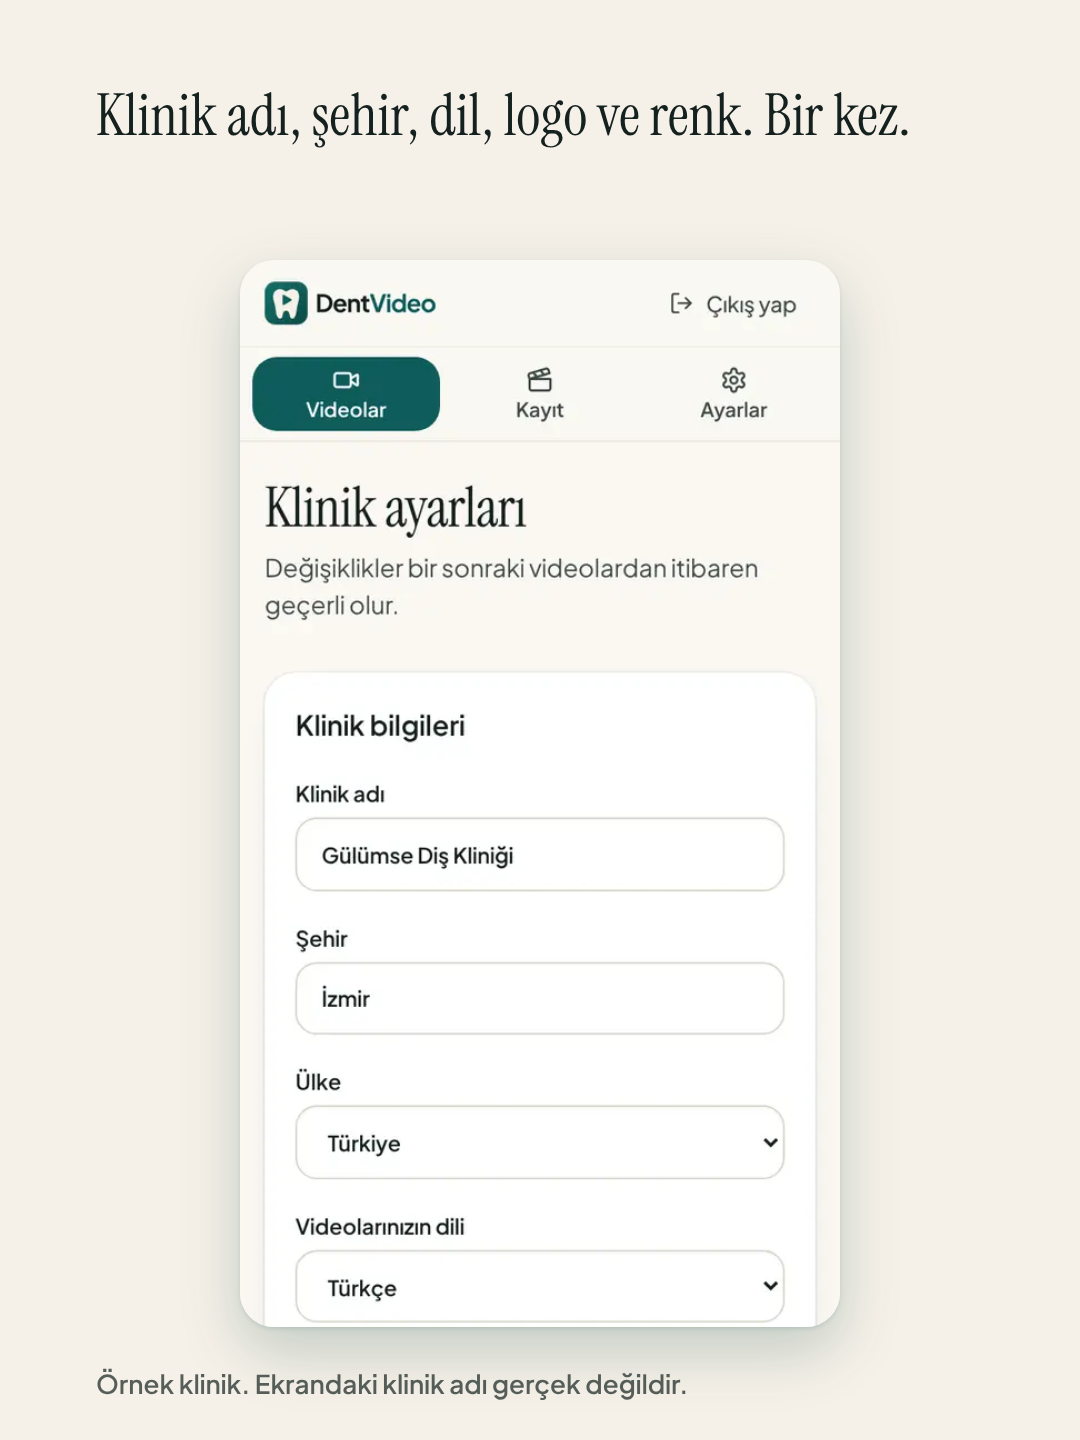 Klinik adı, şehir, dil, logo ve renk. Bir kez.
DentVideo
Çıkış yap
Videolar
Kayıt
Ayarlar
Klinik ayarları
Değişiklikler bir sonraki videolardan itibaren
geçerli olur.
Klinik bilgileri
Klinik adı
Gülümse Diş Kliniği
Şehir
İzmir
Ülke
Türkiye
Videolarınızın dili
Türkçe
Örnek klinik. Ekrandaki klinik adı gerçek değildir.